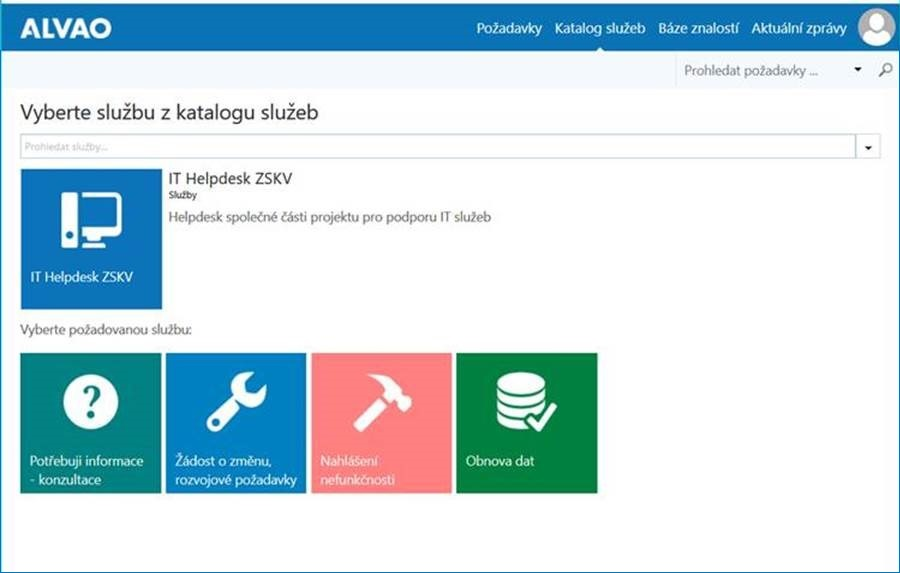 ALVAO
Požadavky Katalog služeb Báze znalostí Aktuální zprávy
Prohledat požadavky ...
Vyberte službu z katalogu služeb
Prohledat služby...
IT Helpdesk ZSKV
Služby
Helpdesk společné části projektu pro podporu IT služeb
IT Helpdesk ZSKV
Vyberte požadovanou službu:
Potřebuji informace
- konzultace
Žádost o změnu,
rozvojové požadavky
Nahlášení
nefunkčnosti
Obnova dat